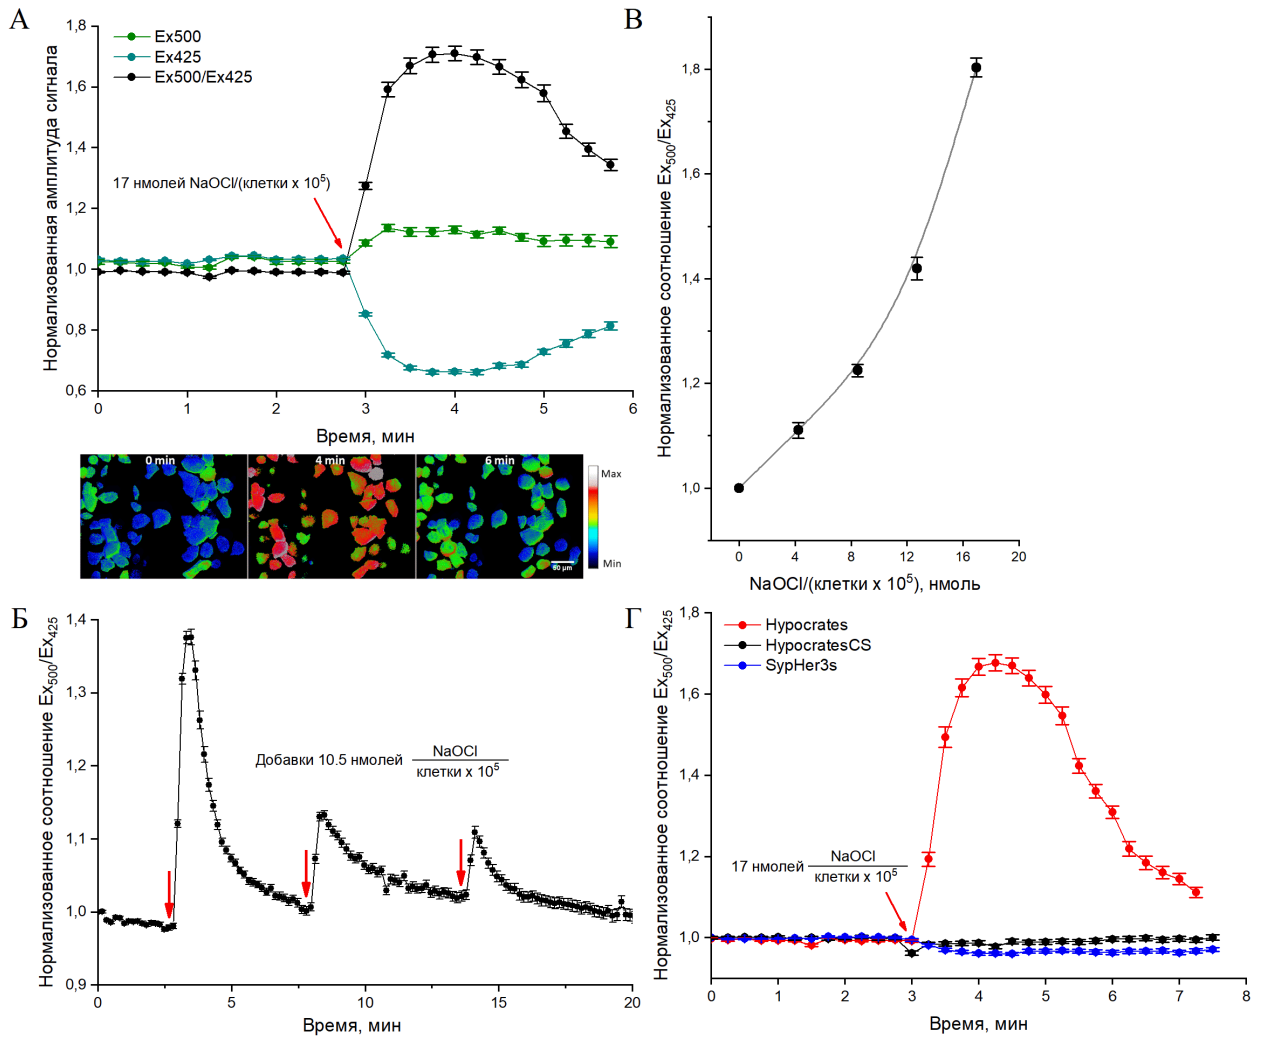 А
Нормализованная амплитуда сигнала
1,8
1,6
1,4
1,2
1,0
0,8
0,6
Ex500
Ex425
Ex500/Ex425
17 нмолей NaOCl/(клетки x 10⁵)
0 1 2 3 4 5 6
Время, мин
0 min
4 min
6 min
Max
Min
50 µm
В
Нормализованное соотношение Ex₅₀₀/Ex₄₂₅
1,8
1,6
1,4
1,2
1,0
0 4 8 12 16 20
NaOCl/(клетки x 10⁵), нмоль
Б
Нормализованное соотношение Ex₅₀₀/Ex₄₂₅
1,4
1,3
1,2
1,1
1,0
0,9
Добавки 10.5 нмолей NaOCl
клетки x 10⁵
0 5 10 15 20
Время, мин
Г
Нормализованное соотношение Ex₅₀₀/Ex₄₂₅
1,8
1,6
1,4
1,2
1,0
Hypocrates
HypocratesCS
SypHer3s
17 нмолей NaOCl
клетки x 10⁵
0 1 2 3 4 5 6 7 8
Время, мин